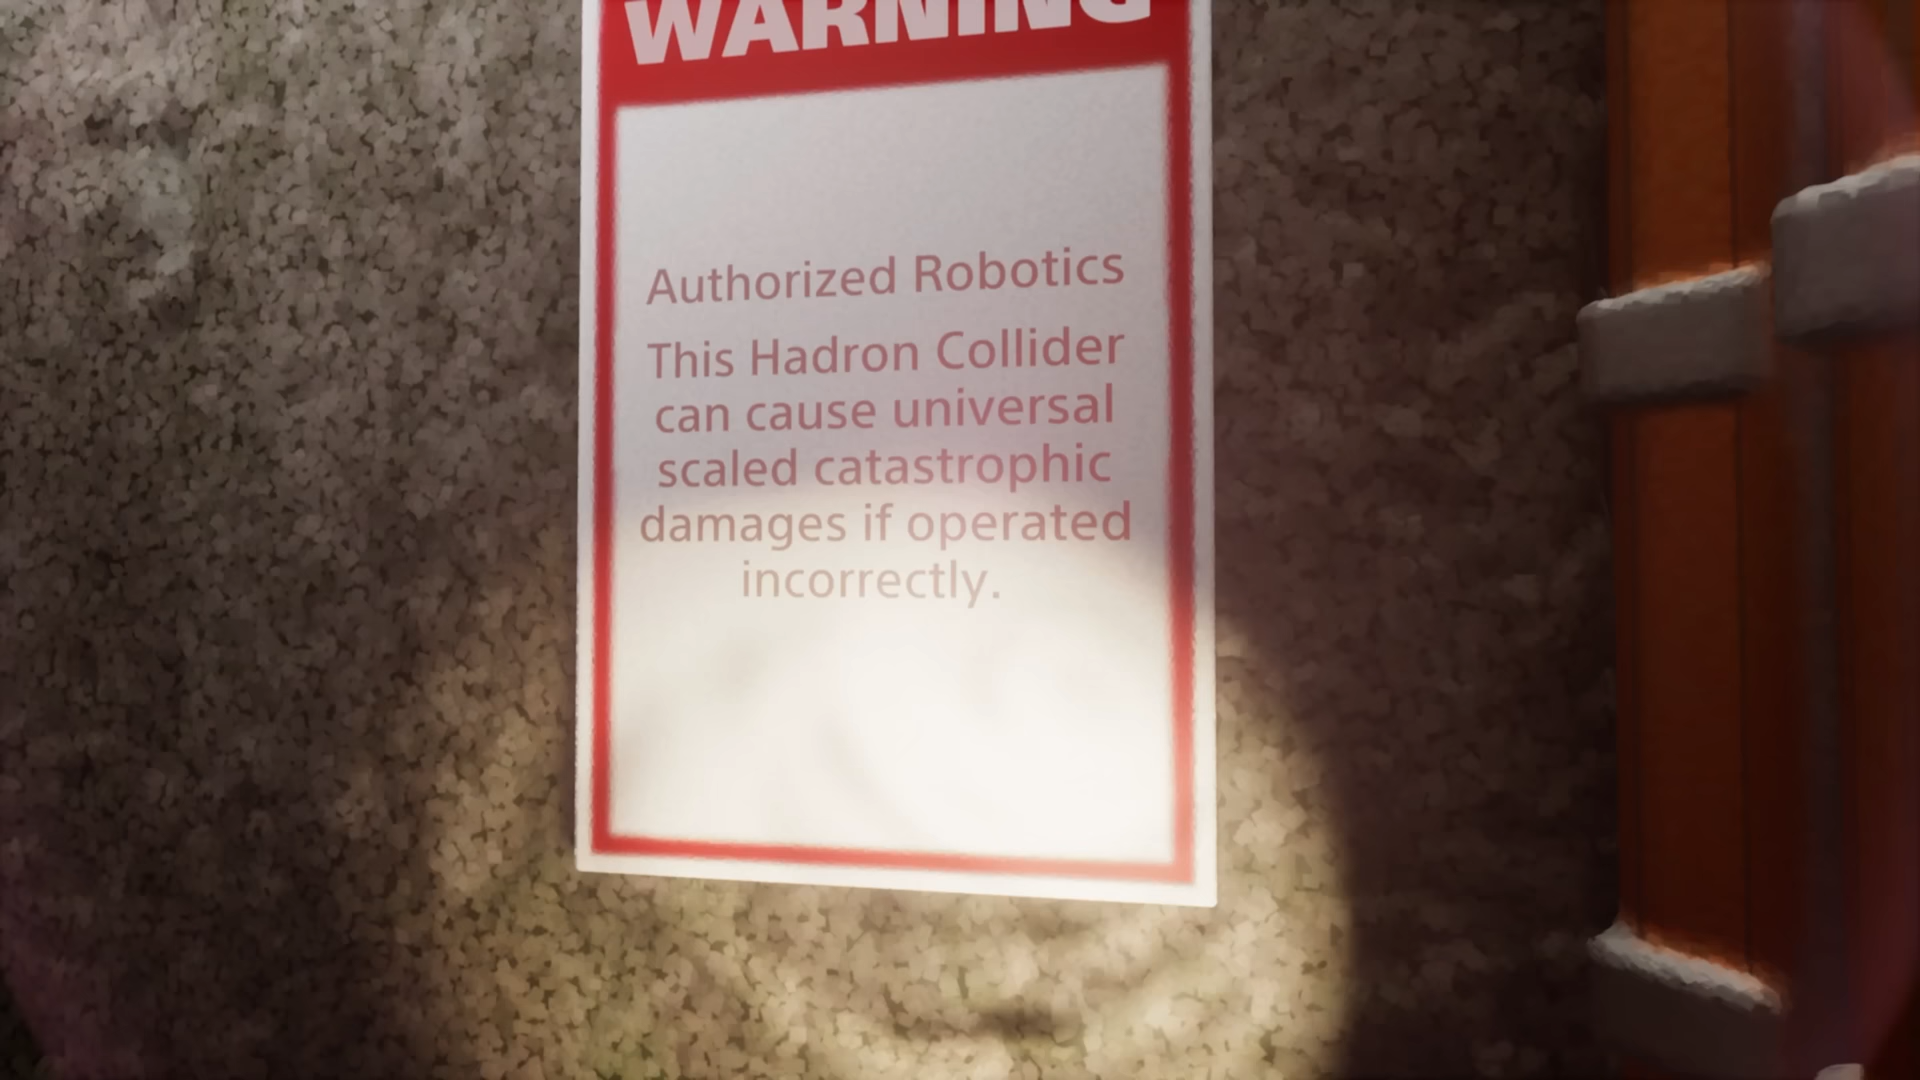 WARNING
Authorized Robotics
This Hadron Collider
can cause universal
scaled catastrophic
damages if operated
incorrectly.